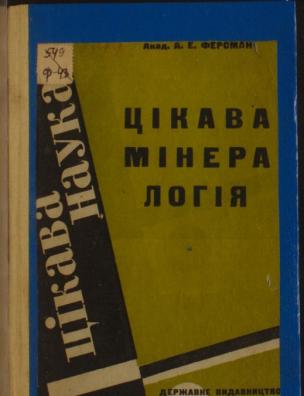 Акад. А. Е. ФЕРСМАН
549
Ф-43
ЦІКАВА
МІНЕРА
ЛОГІЯ
цікава
наука
ДЕРЖАВНЕ ВИДАВНИЦТВО